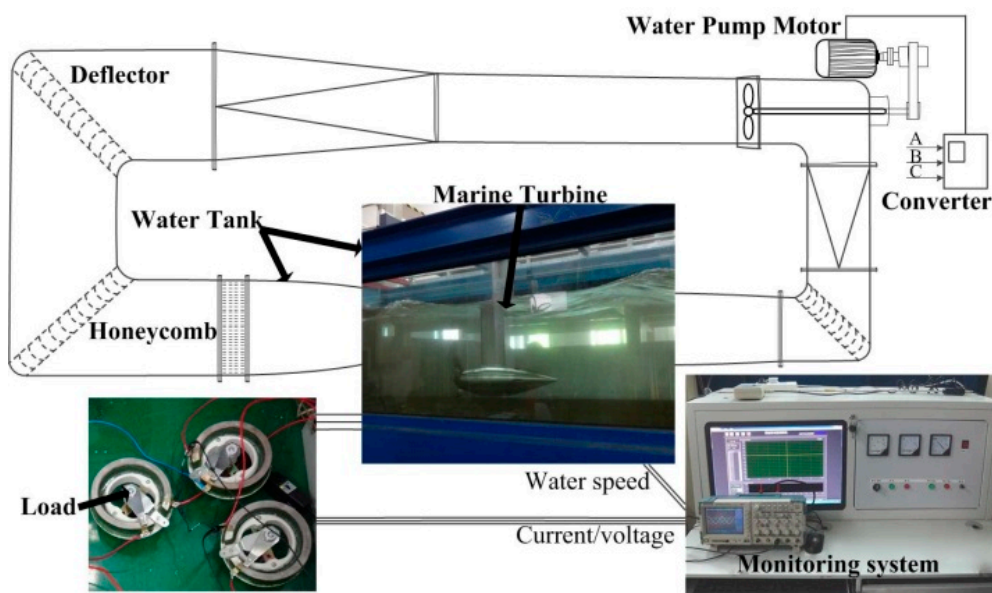 Water Pump Motor
Deflector
A
B
C
Converter
Marine Turbine
Water Tank
Honeycomb
Load
Water speed
Current/voltage
Monitoring system